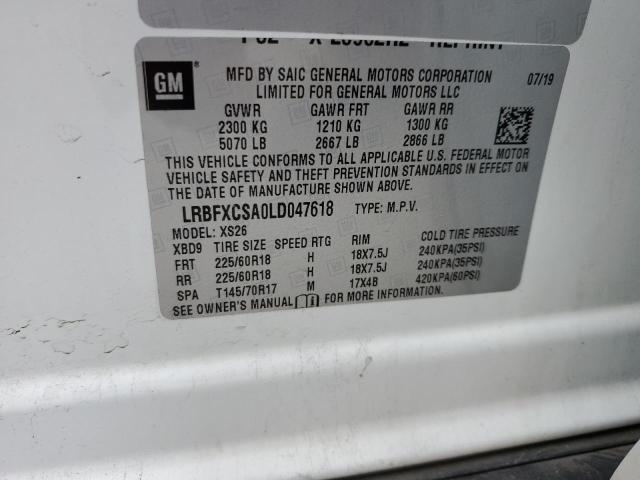 GM ®
MFD BY SAIC GENERAL MOTORS CORPORATION 07/19
LIMITED FOR GENERAL MOTORS LLC
GVWR GAWR FRT GAWR RR
2300 KG 1210 KG 1300 KG
5070 LB 2667 LB 2866 LB
THIS VEHICLE CONFORMS TO ALL APPLICABLE U.S. FEDERAL MOTOR
VEHICLE SAFETY AND THEFT PREVENTION STANDARDS IN EFFECT ON
THE DATE OF MANUFACTURE SHOWN ABOVE.
LRBFXCSA0LD047618 TYPE: M.P.V.
MODEL: XS26
XBD9 TIRE SIZE SPEED RTG RIM COLD TIRE PRESSURE
FRT 225/60R18 H 18X7.5J 240KPA(35PSI)
RR 225/60R18 H 18X7.5J 240KPA(35PSI)
SPA T145/70R17 M 17X4B 420KPA(60PSI)
SEE OWNER'S MANUAL FOR MORE INFORMATION.